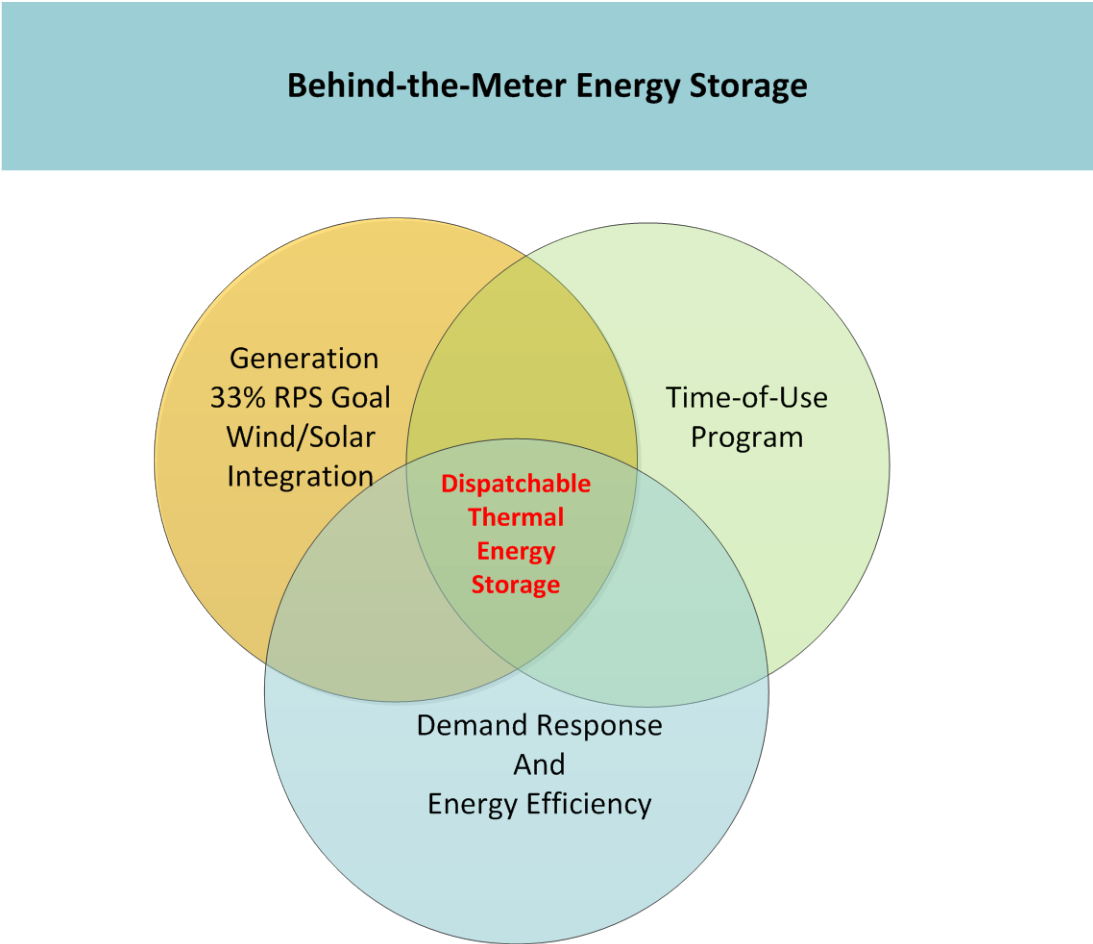 Behind-the-Meter Energy Storage
Generation
33% RPS Goal
Wind/Solar
Integration
Time-of-Use
Program
Dispatchable
Thermal
Energy
Storage
Demand Response
And
Energy Efficiency